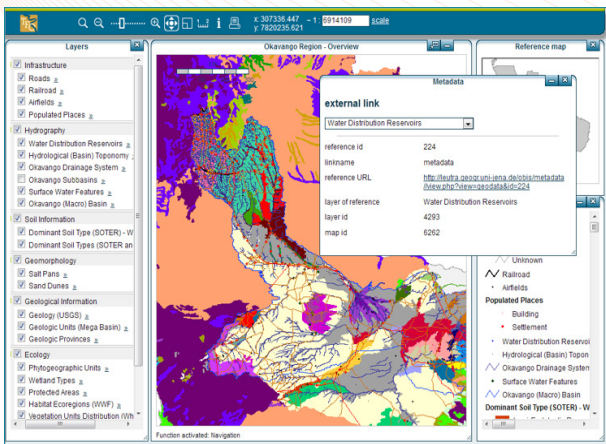 x: 307336.447
y: 7820235.621
~ 1: 6914109 scale
Layers
Infrastructure
Roads »
Railroad »
Airfields »
Populated Places »
Hydrography
Water Distribution Reservoirs »
Hydrological (Basin) Toponomy »
Okavango Drainage System »
Okavango Subbasins »
Surface Water Features »
Okavango (Macro) Basin »
Soil Information
Dominant Soil Type (SOTER) - W
Dominant Soil Types (SOTER an
Geomorphology
Salt Pans »
Sand Dunes »
Geological Information
Geology (USGS) »
Geologic Units (Mega Basin) »
Geologic Provinces »
Ecology
Phytogeographic Units »
Wetland Types »
Protected Areas »
Habitat Ecoregions (WWF) »
Vegetation Units Distribution (Wh
Okavango Region - Overview
Function activated: Navigation
Reference map
Metadata
external link
Water Distribution Reservoirs
reference id 224
linkname metadata
reference URL http://leutra.geogr.uni-jena.de/obis/metadata
/view.php?view=geodata&id=224
layer of reference Water Distribution Reservoirs
layer id 4293
map id 6262
Unknown
Railroad
Airfields
Populated Places
Building
Settlement
Water Distribution Reservoi
Hydrological (Basin) Topon
Okavango Drainage System
Surface Water Features
Okavango (Macro) Basin
Dominant Soil Type (SOTER) - W